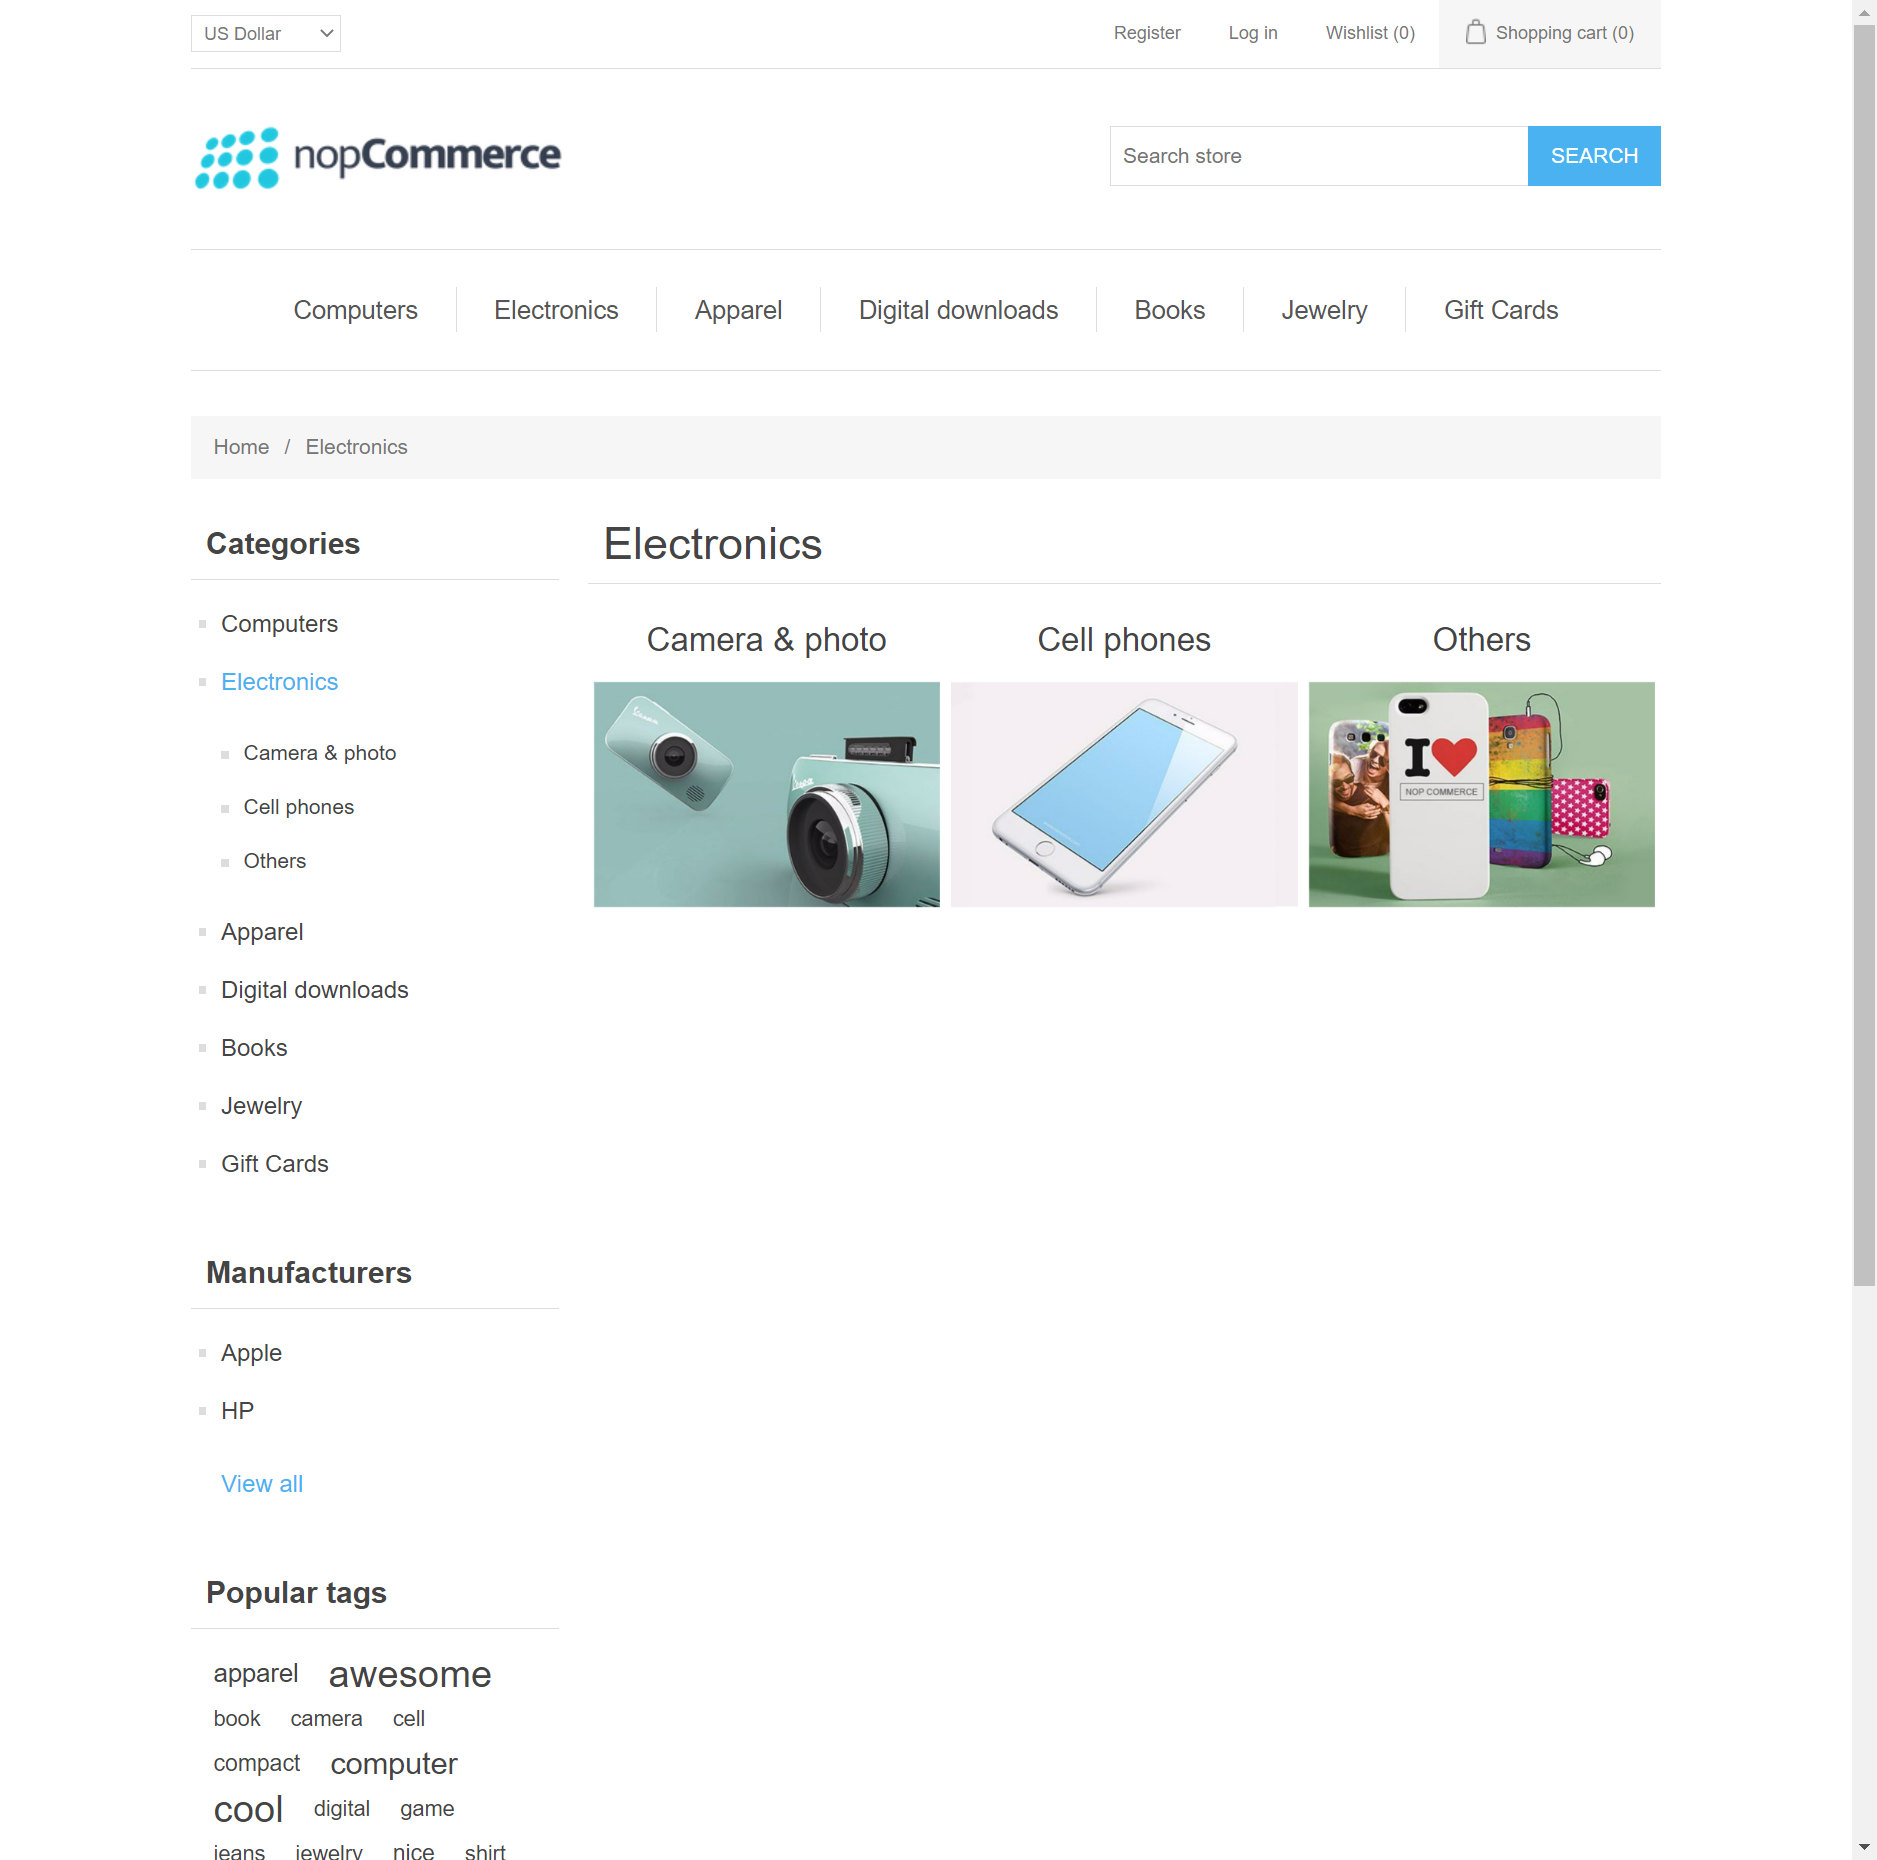 US Dollar
Register
Log in
Wishlist (0)
Shopping cart (0)
nopCommerce
Search store
SEARCH
Computers
Electronics
Apparel
Digital downloads
Books
Jewelry
Gift Cards
Home / Electronics
Categories
Computers
Electronics
Camera & photo
Cell phones
Others
Apparel
Digital downloads
Books
Jewelry
Gift Cards
Manufacturers
Apple
HP
View all
Popular tags
apparel awesome
book camera cell
compact computer
cool digital game
jeans jewelry nice shirt
Electronics
Camera & photo
Vespa
Vespa
Cell phones
Others
I
NOP COMMERCE